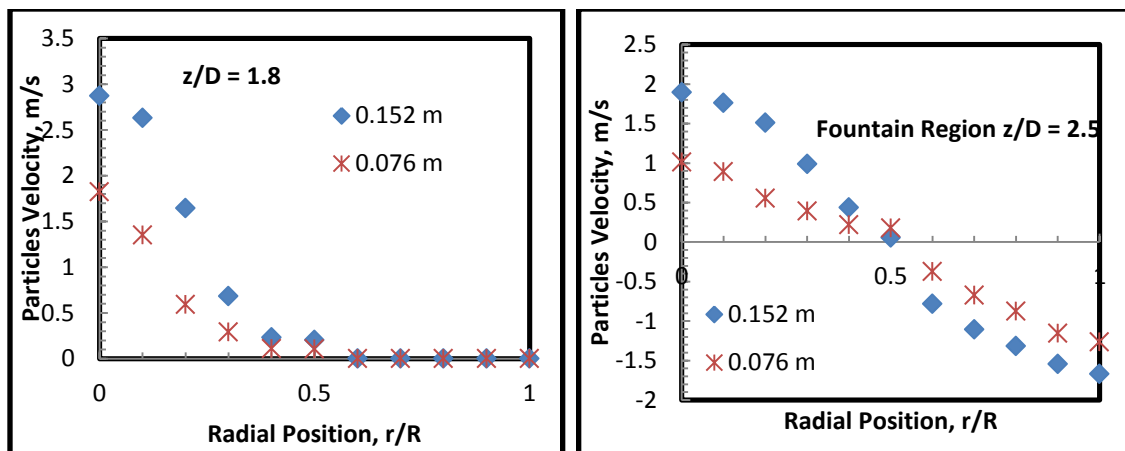 Particles Velocity, m/s
3.5
3
2.5
2
1.5
1
0.5
0
z/D = 1.8
0.152 m
0.076 m
0 0.5 1
Radial Position, r/R
Particles Velocity, m/s
2.5
2
1.5
1
0.5
0
-0.5
-1
-1.5
-2
Fountain Region z/D = 2.5
0 0.5 1
0.152 m
0.076 m
Radial Position, r/R